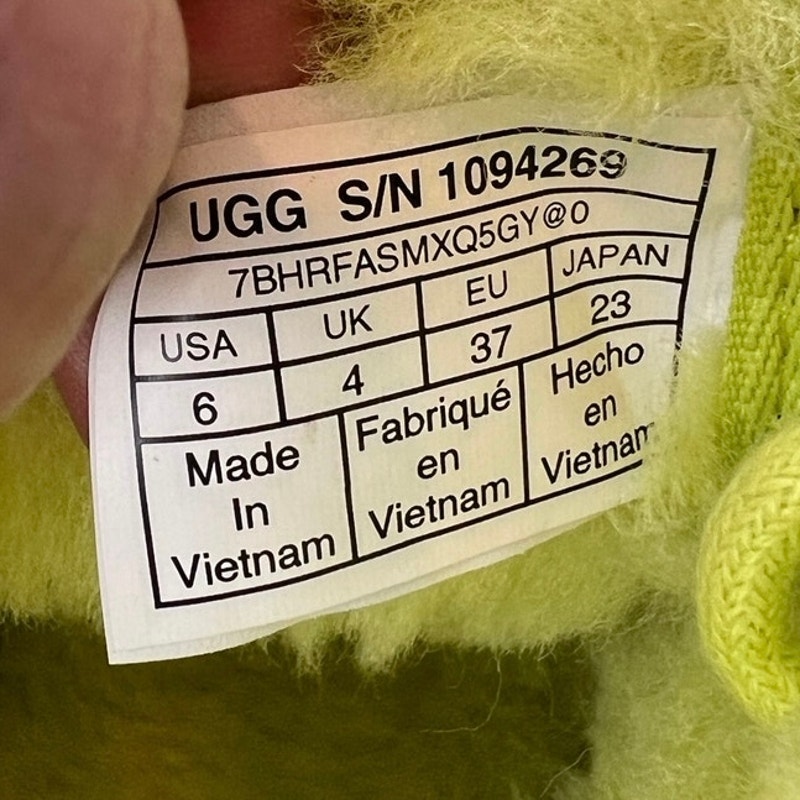 UGG S/N 1094269
7BHRFASMXQ5GY@0
USA UK EU JAPAN
6 4 37 23
Made In Vietnam
Fabriqué en Vietnam
Hecho en Vietnam